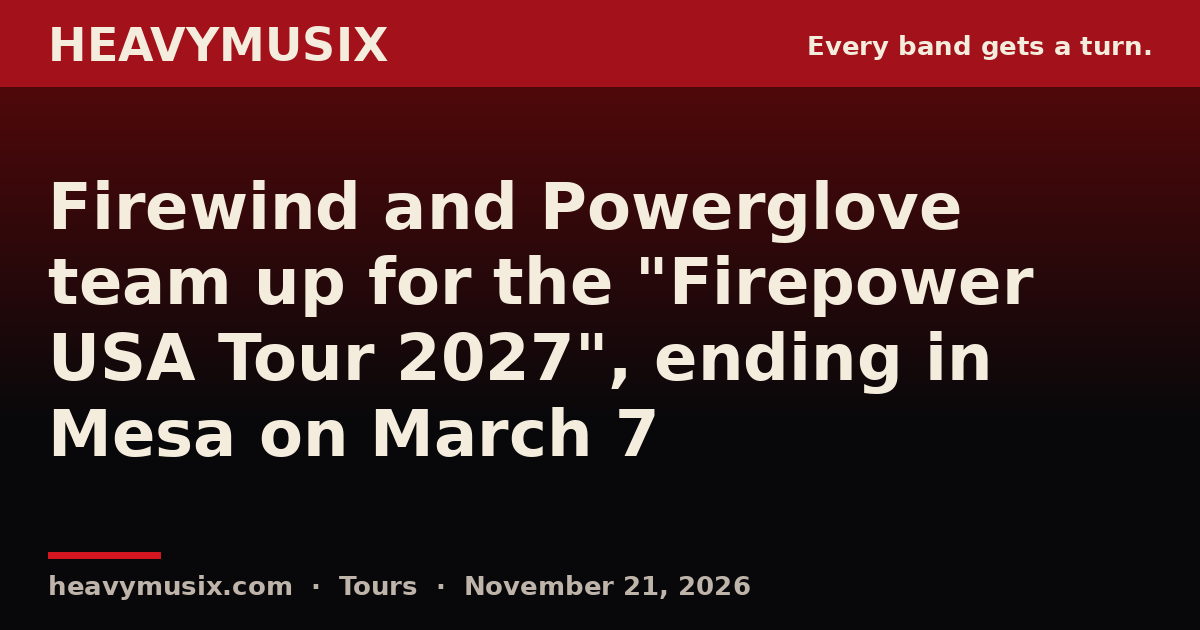 HEAVYMUSIX
Every band gets a turn.
Firewind and Powerglove
team up for the "Firepower
USA Tour 2027", ending in
Mesa on March 7
heavymusix.com · Tours · November 21, 2026